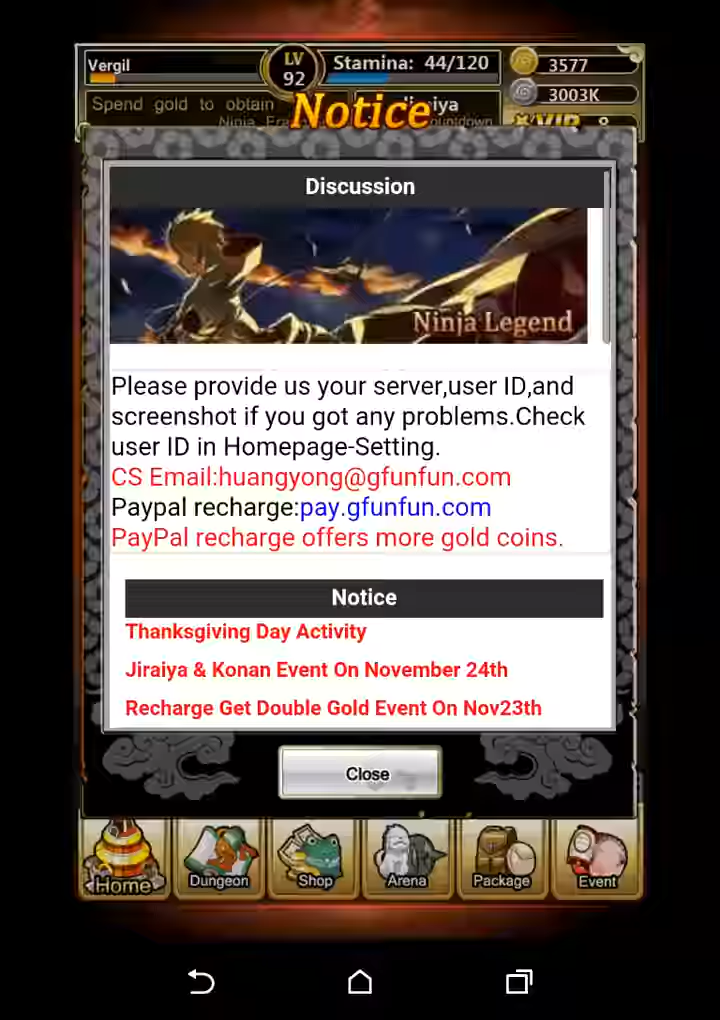 Vergil
LV
92
Stamina: 44/120
3577
3003K
Spend gold to obtain
Notice
Discussion
Ninja Legend
Please provide us your server,user ID,and
screenshot if you got any problems.Check
user ID in Homepage-Setting.
CS Email:huangyong@gfunfun.com
Paypal recharge:pay.gfunfun.com
PayPal recharge offers more gold coins.
Notice
Thanksgiving Day Activity
Jiraiya & Konan Event On November 24th
Recharge Get Double Gold Event On Nov23th
Close
Home
Dungeon
Shop
Arena
Package
Event